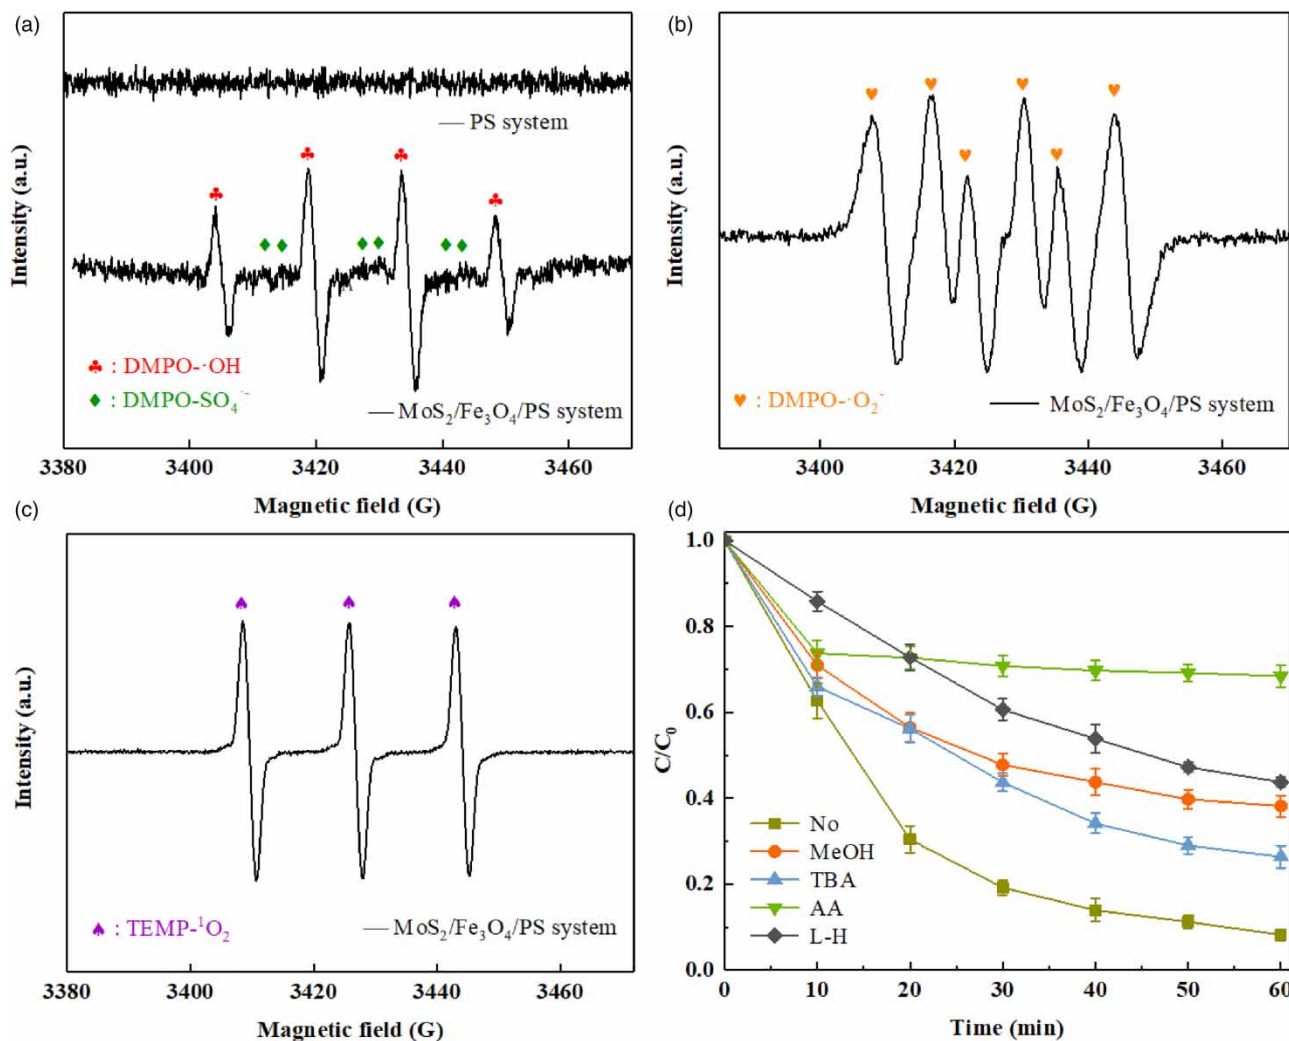 (a)
Intensity (a.u.)
— PS system
♣ : DMPO-·OH
♦ : DMPO-SO₄·⁻
— MoS₂/Fe₃O₄/PS system
3380 3400 3420 3440 3460
Magnetic field (G)
(b)
Intensity (a.u.)
♥ : DMPO-·O₂⁻
— MoS₂/Fe₃O₄/PS system
3400 3420 3440 3460
Magnetic field (G)
(c)
Intensity (a.u.)
♠ : TEMP-¹O₂
— MoS₂/Fe₃O₄/PS system
3380 3400 3420 3440 3460
Magnetic field (G)
(d)
C/C₀
1.0
0.8
0.6
0.4
0.2
0.0
No
MeOH
TBA
AA
L-H
0 10 20 30 40 50 60
Time (min)